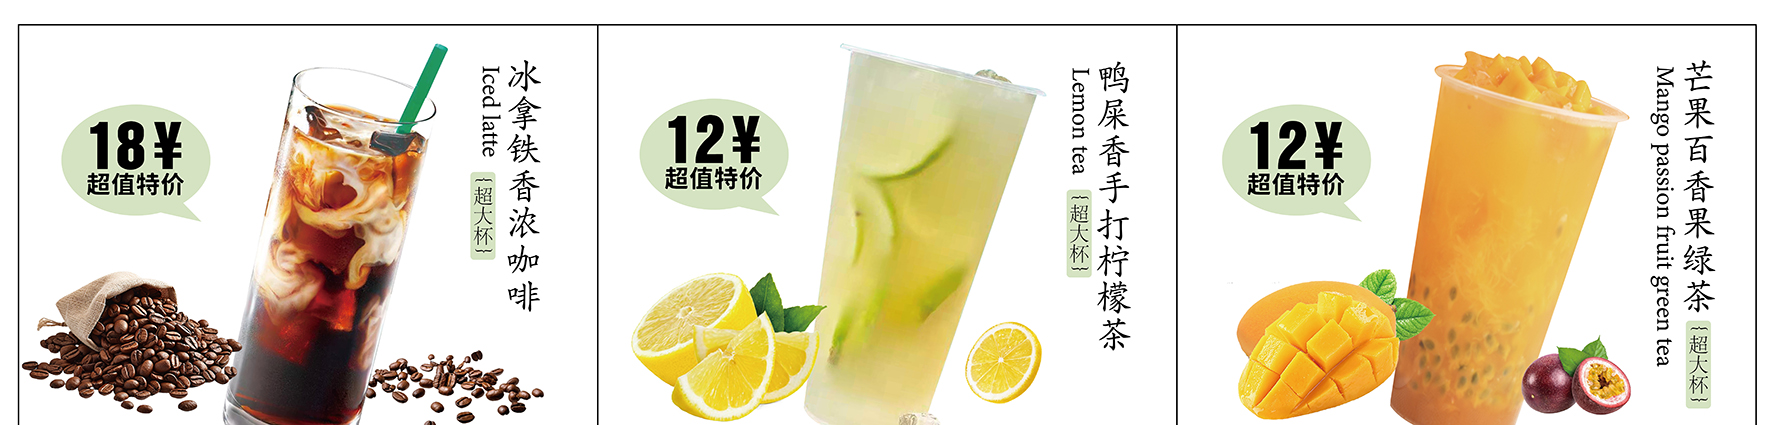 18¥
超值特价
冰拿铁香浓咖啡
Iced latte
超大杯
12¥
超值特价
鸭屎香手打柠檬茶
Lemon tea
超大杯
12¥
超值特价
芒果百香果绿茶
Mango passion fruit green tea
超大杯